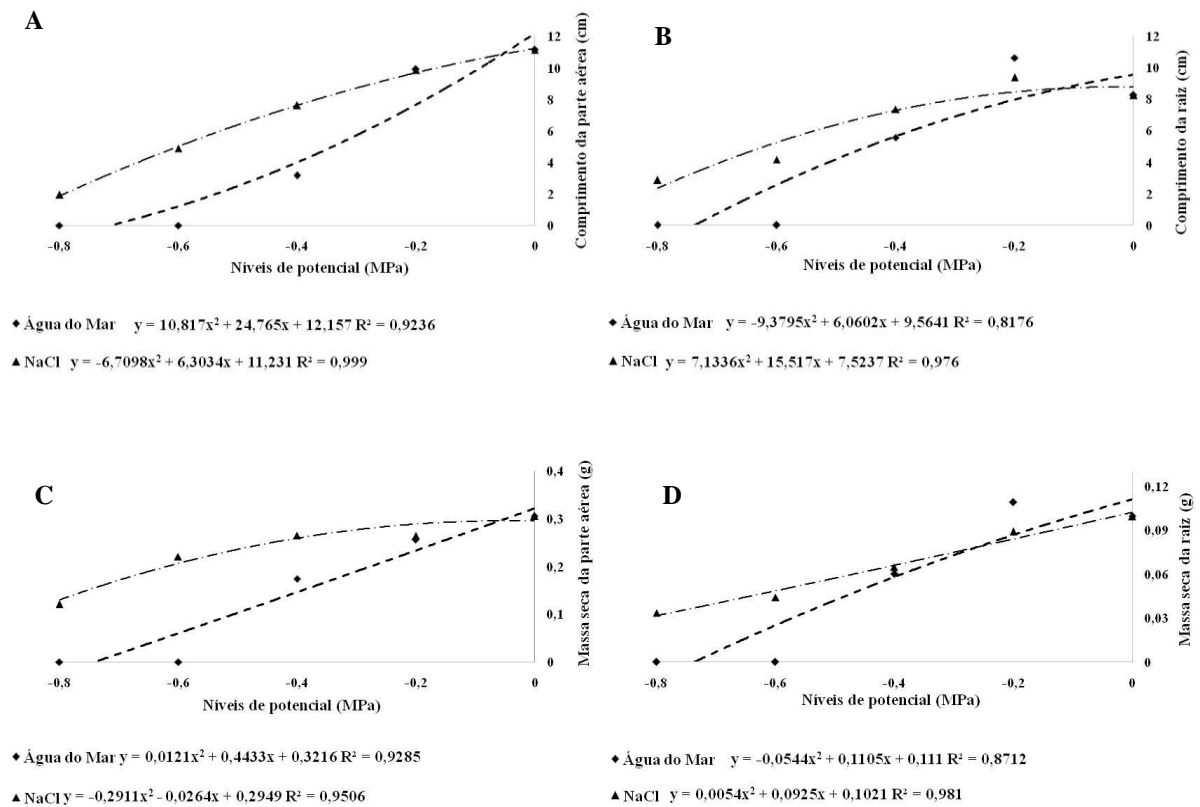 A
12
10
8
6
4
2
0
Comprimento da parte aérea (cm)
-0,8 -0,6 -0,4 -0,2 0
Níveis de potencial (MPa)
◆ Água do Mar y = 10,817x² + 24,765x + 12,157 R² = 0,9236
▲ NaCl y = -6,7098x² + 6,3034x + 11,231 R² = 0,999
B
12
10
8
6
4
2
0
Comprimento da raiz (cm)
-0,8 -0,6 -0,4 -0,2 0
Níveis de potencial (MPa)
◆ Água do Mar y = -9,3795x² + 6,0602x + 9,5641 R² = 0,8176
▲ NaCl y = 7,1336x² + 15,517x + 7,5237 R² = 0,976
C
0,4
0,3
0,2
0,1
0
Massa seca da parte aérea (g)
-0,8 -0,6 -0,4 -0,2 0
Níveis de potencial (MPa)
◆ Água do Mar y = 0,0121x² + 0,4433x + 0,3216 R² = 0,9285
▲ NaCl y = -0,2911x² - 0,0264x + 0,2949 R² = 0,9506
D
0,12
0,09
0,06
0,03
0
Massa seca da raiz (g)
-0,8 -0,6 -0,4 -0,2 0
Níveis de potencial (MPa)
◆ Água do Mar y = -0,0544x² + 0,1105x + 0,111 R² = 0,8712
▲ NaCl y = 0,0054x² + 0,0925x + 0,1021 R² = 0,981